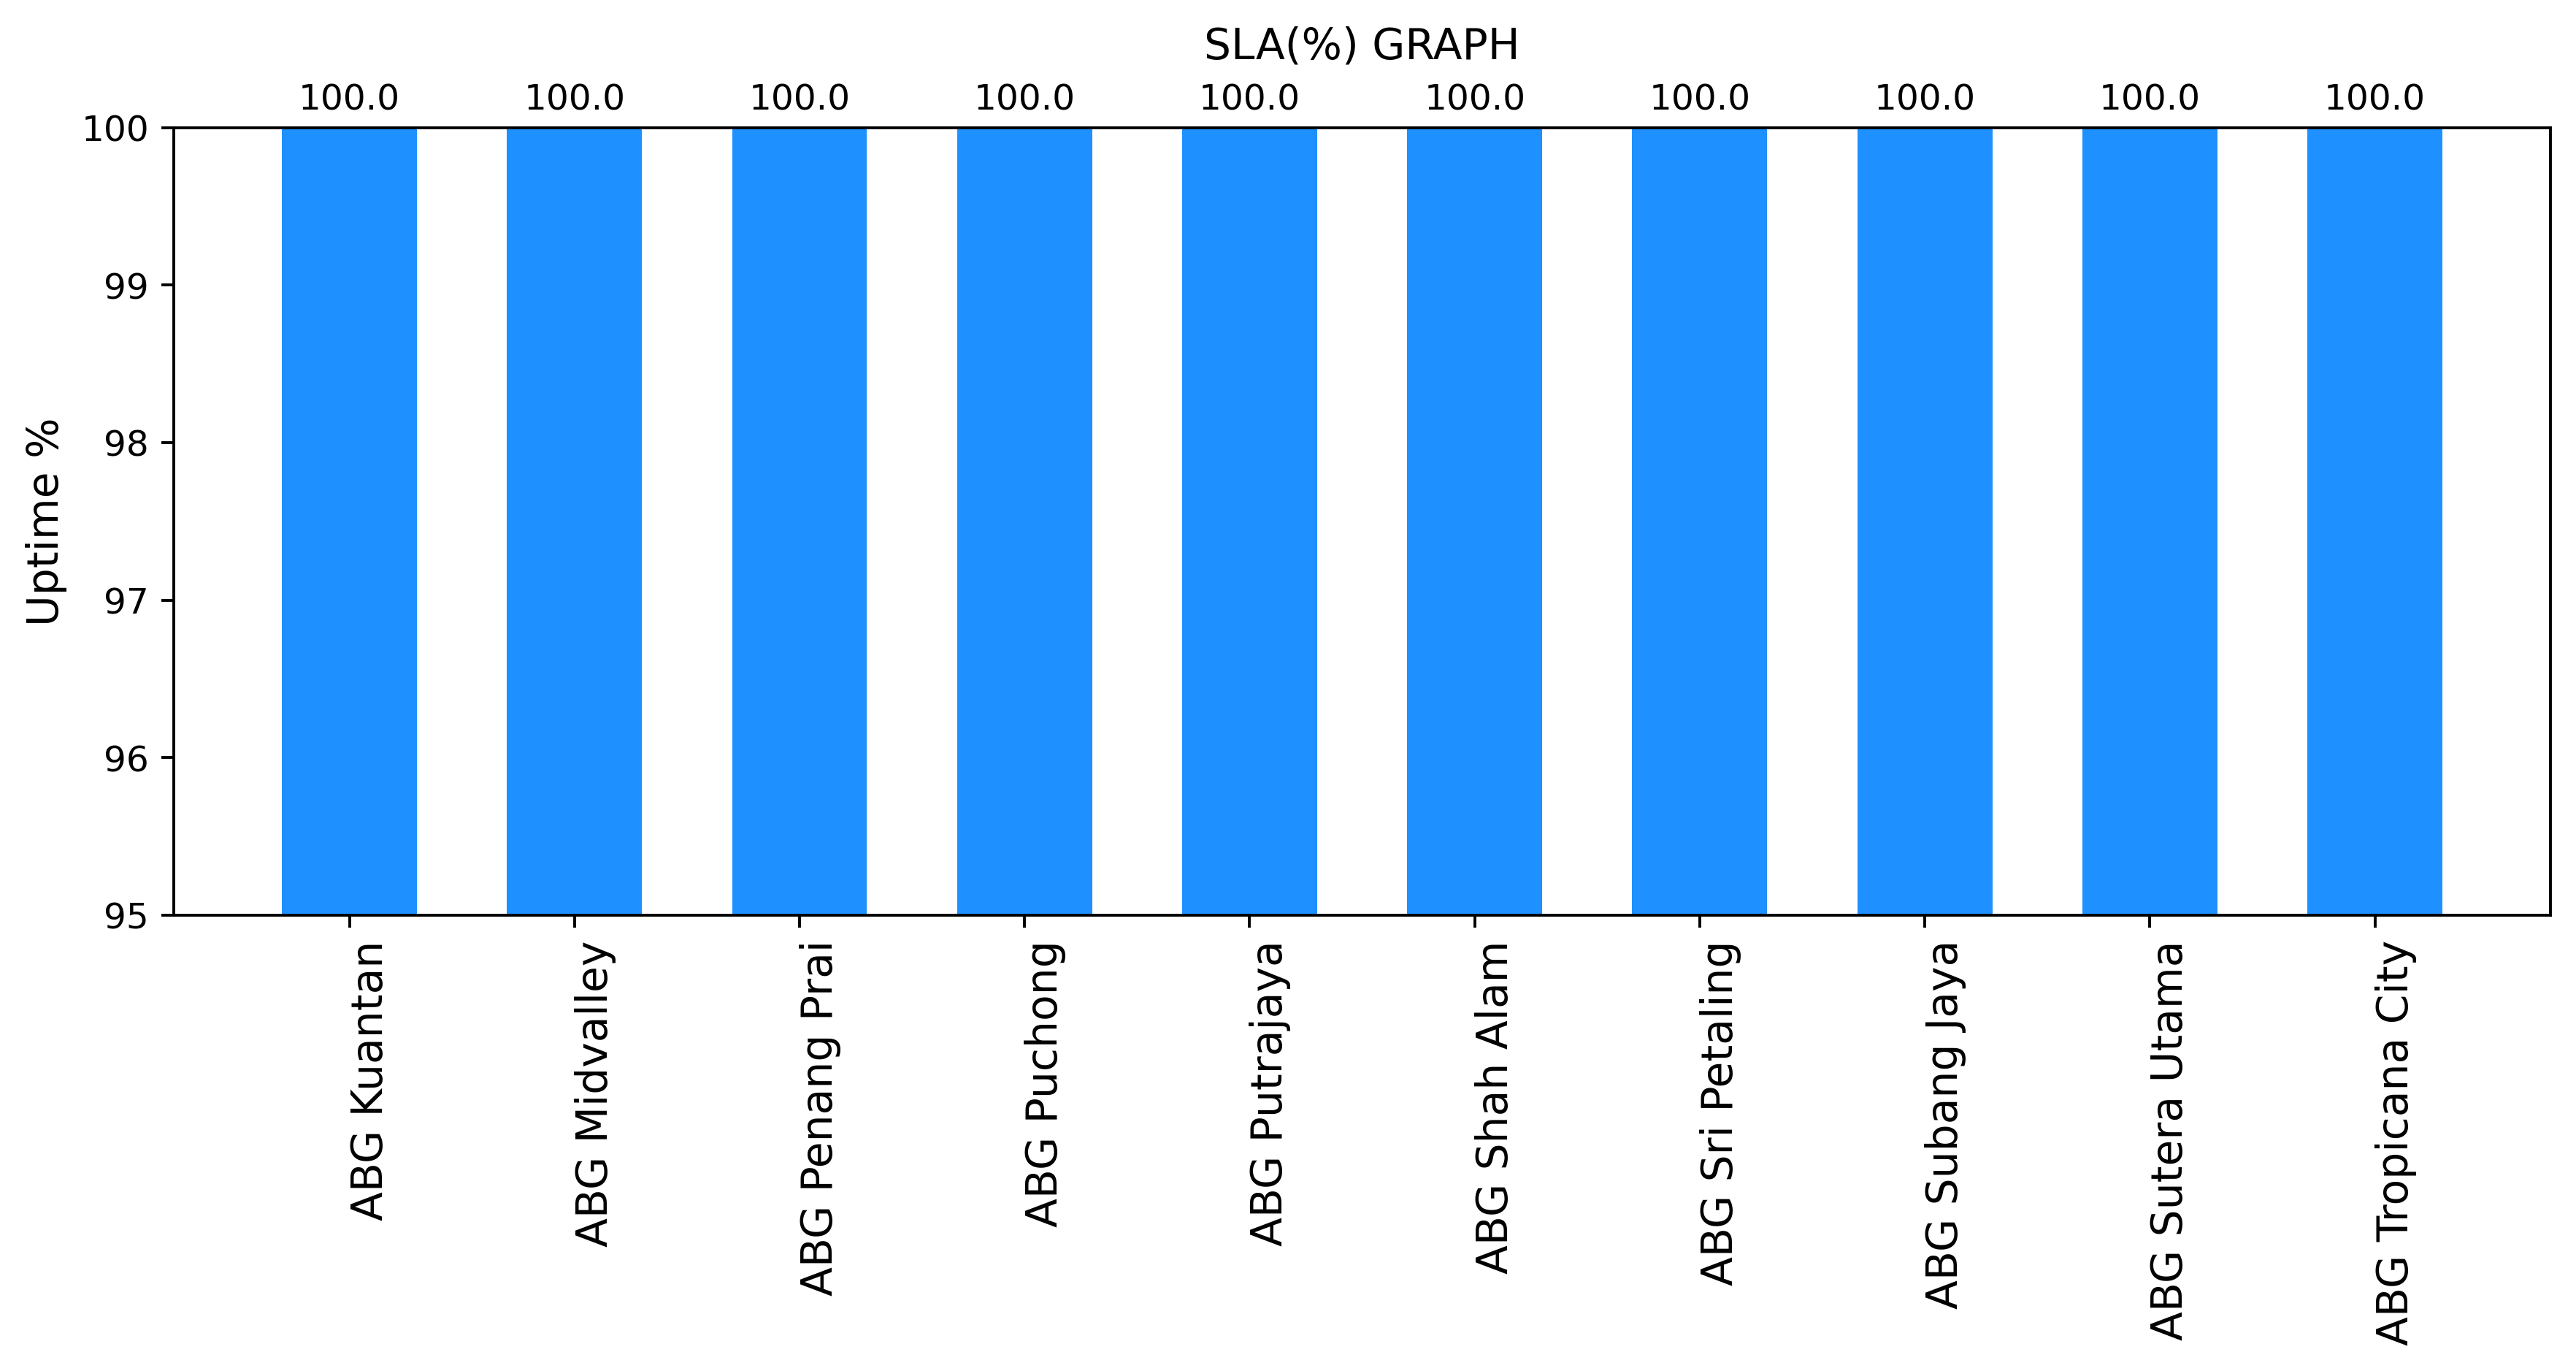 SLA(%) GRAPH
100.0 100.0 100.0 100.0 100.0 100.0 100.0 100.0 100.0 100.0
100
99
98
97
96
95
Uptime %
ABG Kuantan
ABG Midvalley
ABG Penang Prai
ABG Puchong
ABG Putrajaya
ABG Shah Alam
ABG Sri Petaling
ABG Subang Jaya
ABG Sutera Utama
ABG Tropicana City